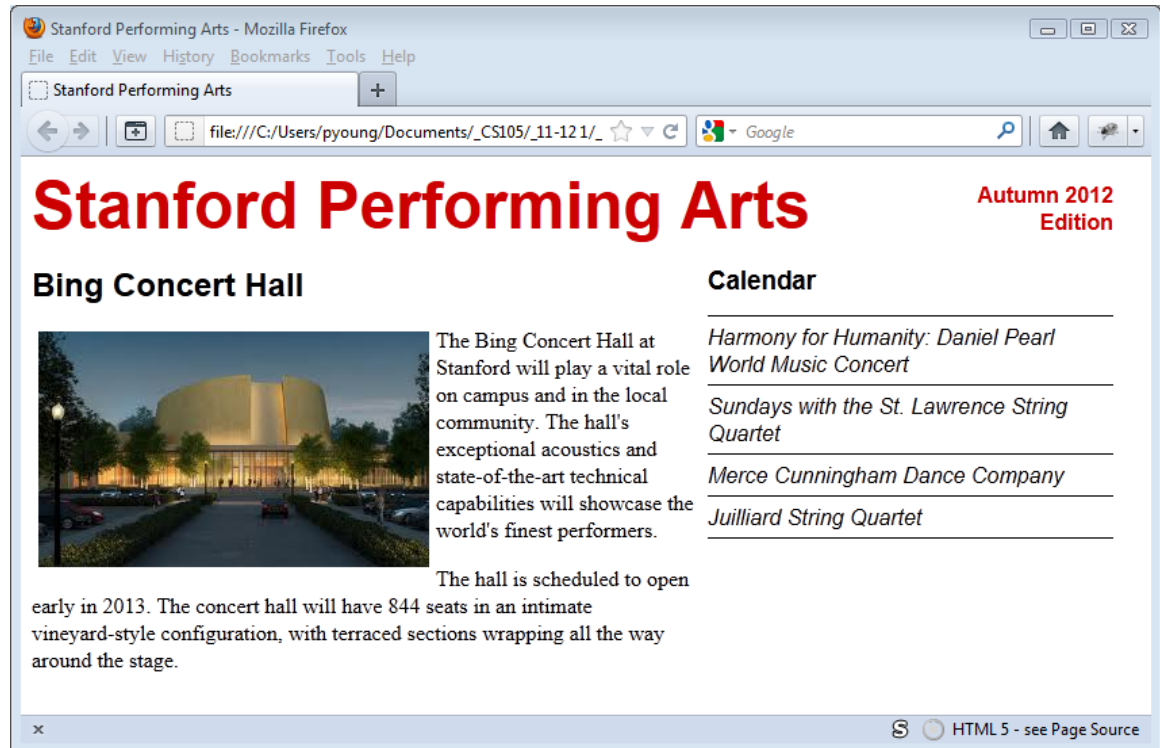 Stanford Performing Arts - Mozilla Firefox
File Edit View History Bookmarks Tools Help
Stanford Performing Arts
file:///C:/Users/pyoung/Documents/_CS105/_11-12 1/_
Google
Stanford Performing Arts
Autumn 2012
Edition
Bing Concert Hall
The Bing Concert Hall at
Stanford will play a vital role
on campus and in the local
community. The hall's
exceptional acoustics and
state-of-the-art technical
capabilities will showcase the
world's finest performers.
The hall is scheduled to open
early in 2013. The concert hall will have 844 seats in an intimate
vineyard-style configuration, with terraced sections wrapping all the way
around the stage.
Calendar
Harmony for Humanity: Daniel Pearl
World Music Concert
Sundays with the St. Lawrence String
Quartet
Merce Cunningham Dance Company
Juilliard String Quartet
x
S
HTML 5 - see Page Source